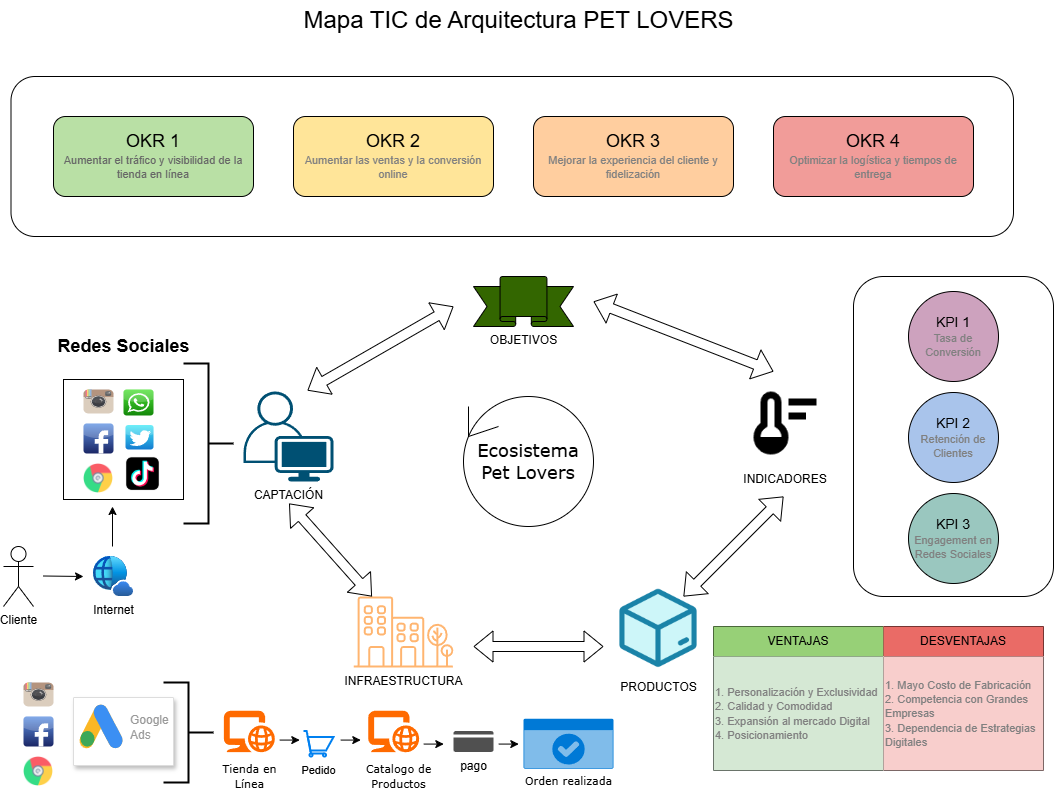 Mapa TIC de Arquitectura PET LOVERS
OKR 1
Aumentar el tráfico y visibilidad de la
tienda en línea
OKR 2
Aumentar las ventas y la conversión
online
OKR 3
Mejorar la experiencia del cliente y
fidelización
OKR 4
Optimizar la logística y tiempos de
entrega
OBJETIVOS
Redes Sociales
CAPTACIÓN
Ecosistema
Pet Lovers
INDICADORES
KPI 1
Tasa de
Conversión
KPI 2
Retención de
Clientes
KPI 3
Engagement en
Redes Sociales
Cliente
Internet
INFRAESTRUCTURA
PRODUCTOS
VENTAJAS
1. Personalización y Exclusividad
2. Calidad y Comodidad
3. Expansión al mercado Digital
4. Posicionamiento
DESVENTAJAS
1. Mayo Costo de Fabricación
2. Competencia con Grandes
Empresas
3. Dependencia de Estrategias
Digitales
Google
Ads
Tienda en
Línea
Pedido
Catalogo de
Productos
pago
Orden realizada